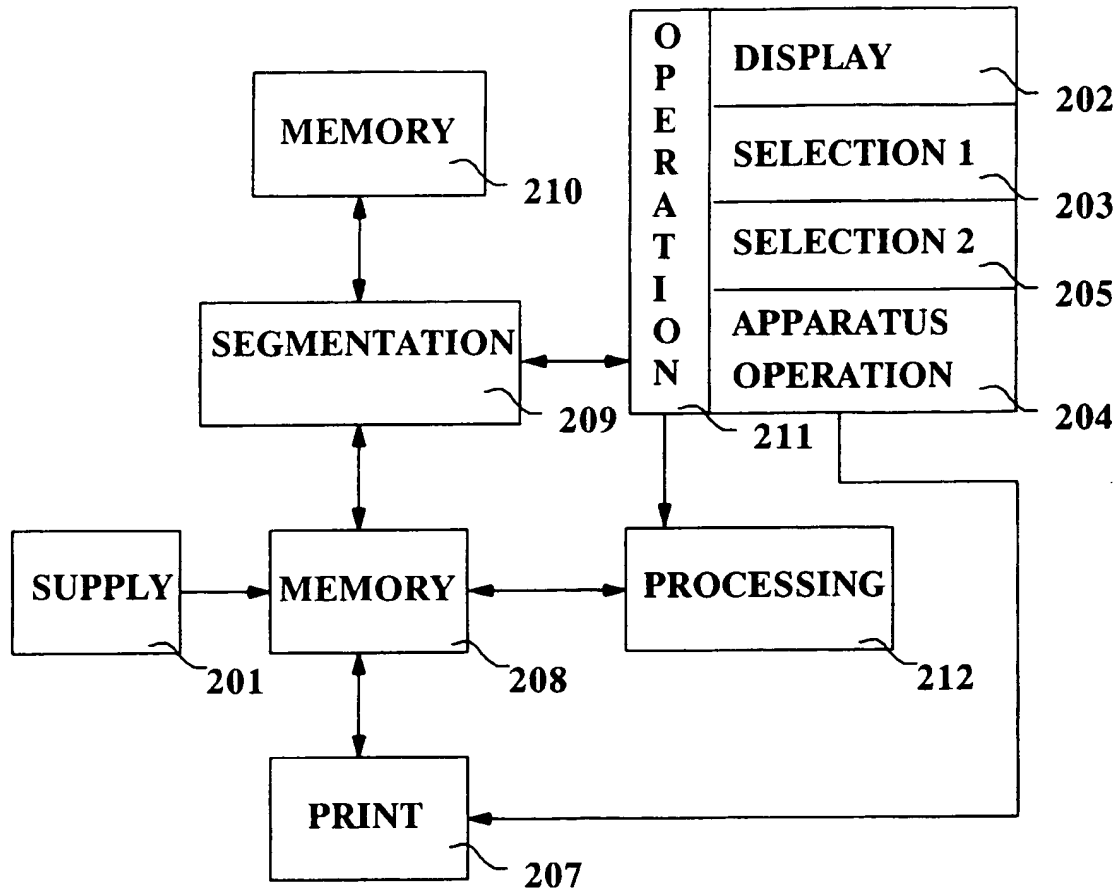 MEMORY
210
OPERATION
DISPLAY
202
SELECTION 1
203
SELECTION 2
205
APPARATUS
OPERATION
204
211
SEGMENTATION
209
SUPPLY
201
MEMORY
208
PROCESSING
212
PRINT
207